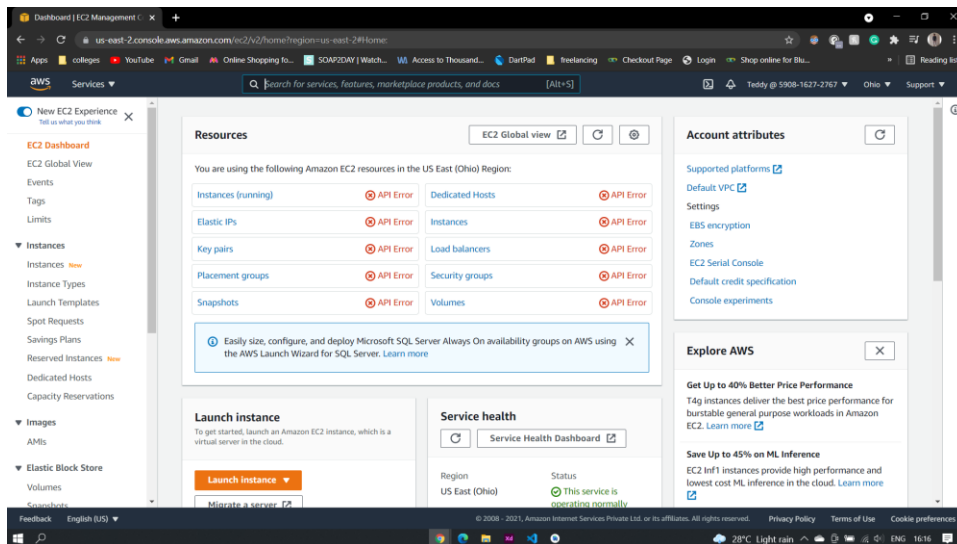 Dashboard | EC2 Management C
us-east-2.console.aws.amazon.com/ec2/v2/home?region=us-east-2#Home:
Apps colleges YouTube Gmail Online Shopping fo... SOAP2DAY | Watch... Access to Thousand... DartPad freelancing Checkout Page Login Shop online for Blu... » Reading list
aws Services ▼ Search for services, features, marketplace products, and docs [Alt+S] Teddy @ 5908-1627-2767 ▼ Ohio ▼ Support ▼
New EC2 Experience
Tell us what you think
EC2 Dashboard
EC2 Global View
Events
Tags
Limits
Instances
Instances New
Instance Types
Launch Templates
Spot Requests
Savings Plans
Reserved Instances New
Dedicated Hosts
Capacity Reservations
Images
AMIs
Elastic Block Store
Volumes
Snapshots
Resources
EC2 Global view
You are using the following Amazon EC2 resources in the US East (Ohio) Region:
Instances (running) API Error Dedicated Hosts API Error
Elastic IPs API Error Instances API Error
Key pairs API Error Load balancers API Error
Placement groups API Error Security groups API Error
Snapshots API Error Volumes API Error
Easily size, configure, and deploy Microsoft SQL Server Always On availability groups on AWS using
the AWS Launch Wizard for SQL Server. Learn more
Launch instance
To get started, launch an Amazon EC2 instance, which is a
virtual server in the cloud.
Launch instance ▼
Migrate a server
Service health
Service Health Dashboard
Region Status
US East (Ohio) This service is
operating normally
Account attributes
Supported platforms
Default VPC
Settings
EBS encryption
Zones
EC2 Serial Console
Default credit specification
Console experiments
Explore AWS
Get Up to 40% Better Price Performance
T4g instances deliver the best price performance for
burstable general purpose workloads in Amazon
EC2. Learn more
Save Up to 45% on ML Inference
EC2 Inf1 instances provide high performance and
lowest cost ML inference in the cloud. Learn more
Feedback English (US) ▼ © 2008 - 2021, Amazon Internet Services Private Ltd. or its affiliates. All rights reserved. Privacy Policy Terms of Use Cookie preferences
28°C Light rain ENG 16:16